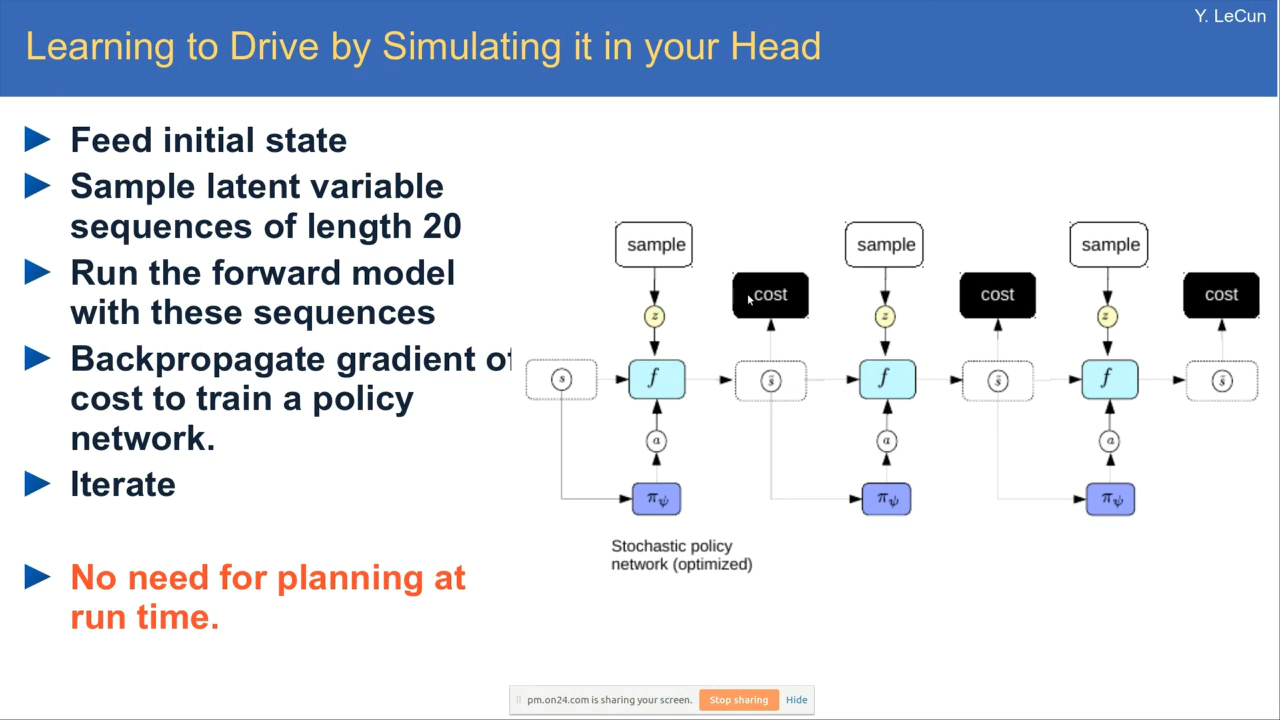 Y. LeCun
Learning to Drive by Simulating it in your Head
Feed initial state
Sample latent variable
sequences of length 20
Run the forward model
with these sequences
Backpropagate gradient of
cost to train a policy
network.
Iterate
No need for planning at
run time.
sample sample sample
cost cost cost
z z z
s f s̃ f s̃ f s̃
a a a
πψ πψ πψ
Stochastic policy
network (optimized)
pm.on24.com is sharing your screen. Stop sharing Hide